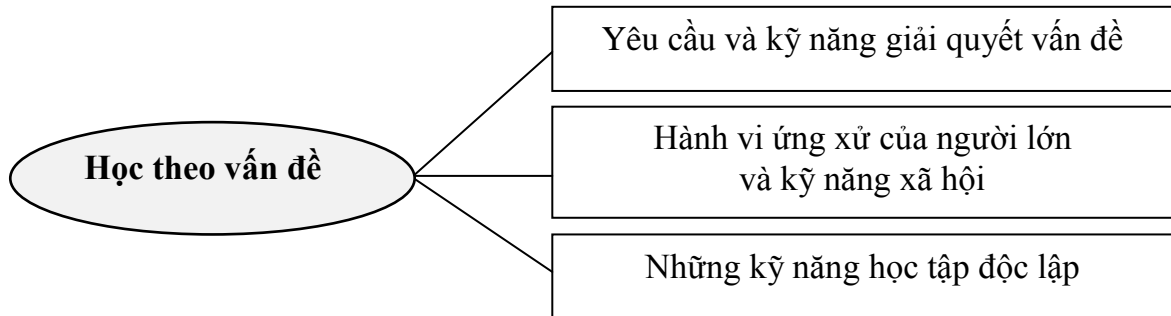 Yêu cầu và kỹ năng giải quyết vấn đề
Học theo vấn đề
Hành vi ứng xử của người lớn
và kỹ năng xã hội
Những kỹ năng học tập độc lập